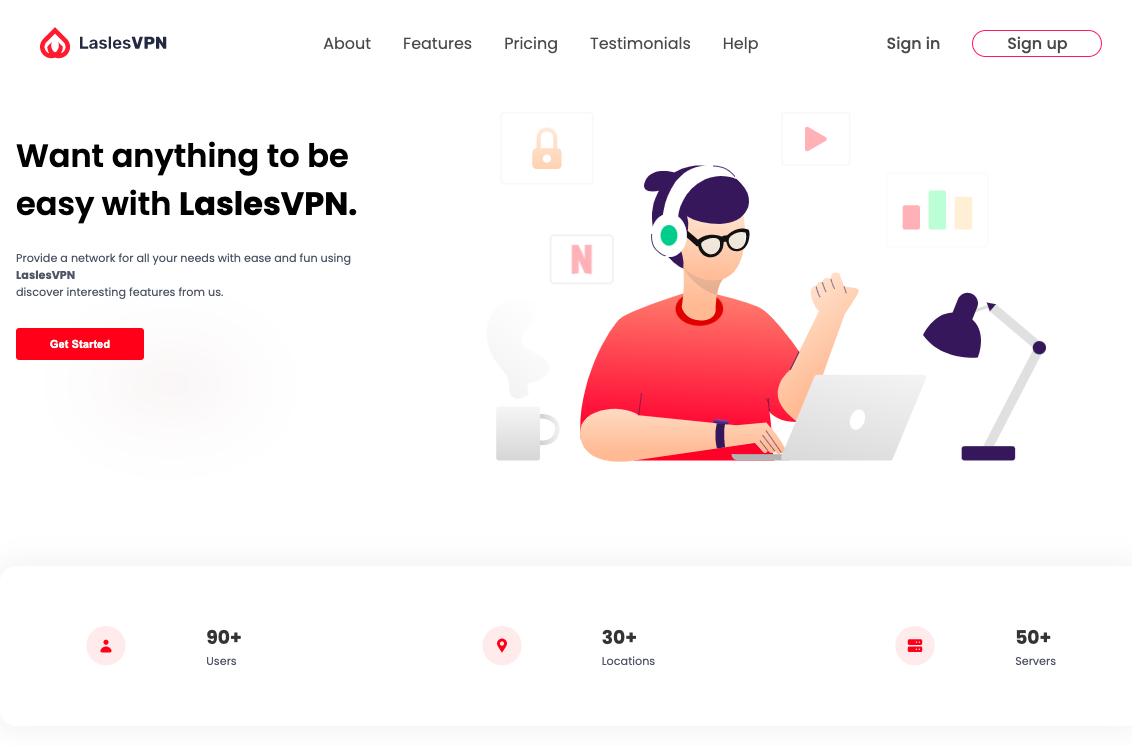 LaslesVPN
About
Features
Pricing
Testimonials
Help
Sign in
Sign up
Want anything to be
easy with LaslesVPN.
Provide a network for all your needs with ease and fun using
LaslesVPN
discover interesting features from us.
Get Started
N
90+
Users
30+
Locations
50+
Servers